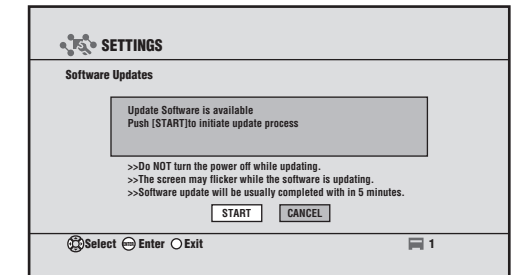 SETTINGS
Software Updates
Update Software is available
Push [START]to initiate update process
>>Do NOT turn the power off while updating.
>>The screen may flicker while the software is updating.
>>Software update will be usually completed with in 5 minutes.
START CANCEL
Select Enter Exit 1